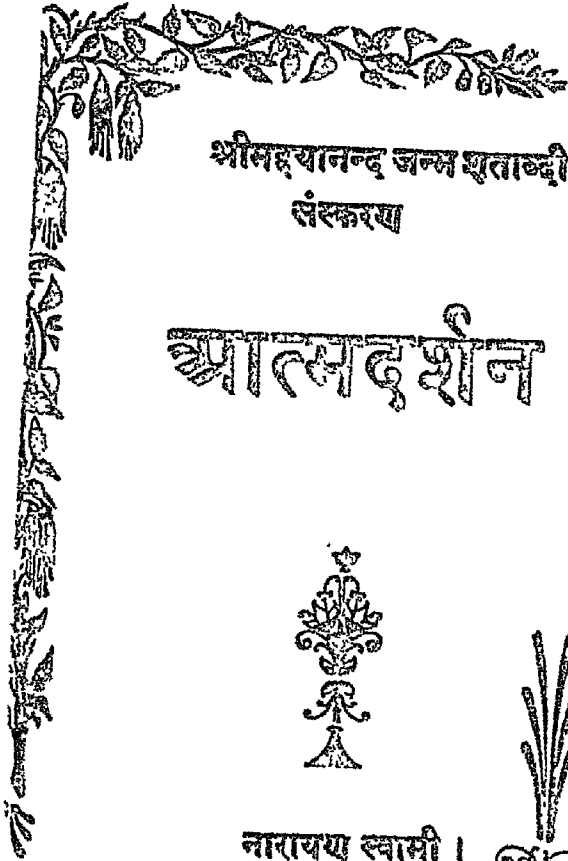 श्रीमद्दयानन्द जन्म शताब्दी
संस्करण
आत्मदर्शन
नारायण स्वामी ।